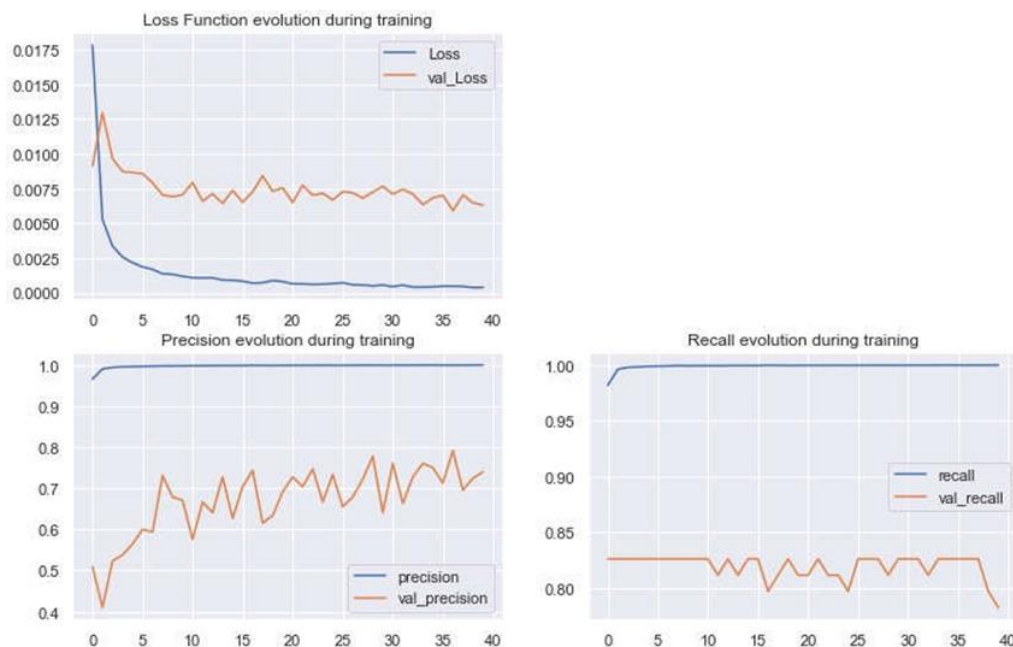 Loss Function evolution during training
0.0175
0.0150
0.0125
0.0100
0.0075
0.0050
0.0025
0.0000
Loss
val_Loss
0 5 10 15 20 25 30 35 40
Precision evolution during training
1.0
0.9
0.8
0.7
0.6
0.5
0.4
precision
val_precision
0 5 10 15 20 25 30 35 40
Recall evolution during training
1.00
0.95
0.90
0.85
0.80
recall
val_recall
0 5 10 15 20 25 30 35 40